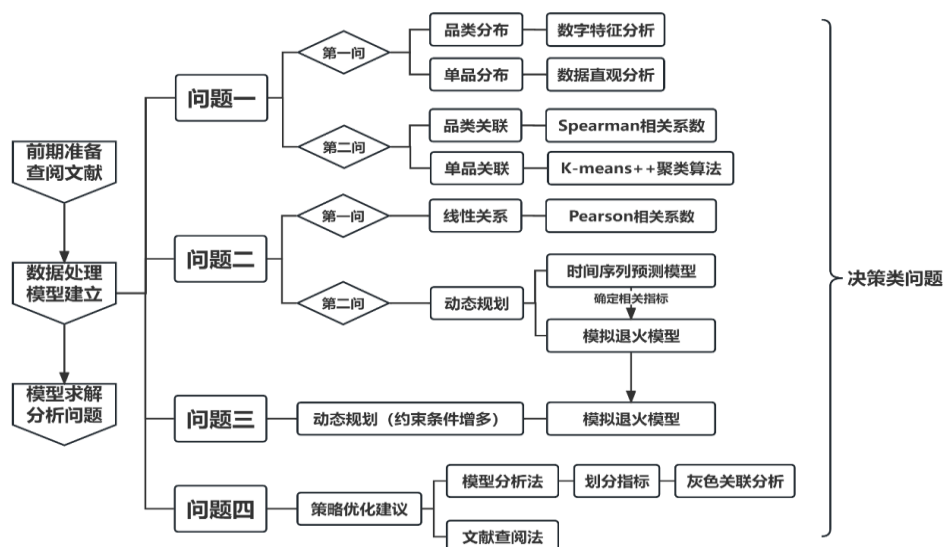 前期准备
查阅文献
数据处理
模型建立
模型求解
分析问题
问题一
第一问
品类分布
数字特征分析
单品分布
数据直观分析
第二问
品类关联
Spearman相关系数
单品关联
K-means++聚类算法
问题二
第一问
线性关系
Pearson相关系数
第二问
动态规划
时间序列预测模型
确定相关指标
模拟退火模型
问题三
动态规划（约束条件增多）
模拟退火模型
问题四
策略优化建议
模型分析法
划分指标
灰色关联分析
文献查阅法
决策类问题